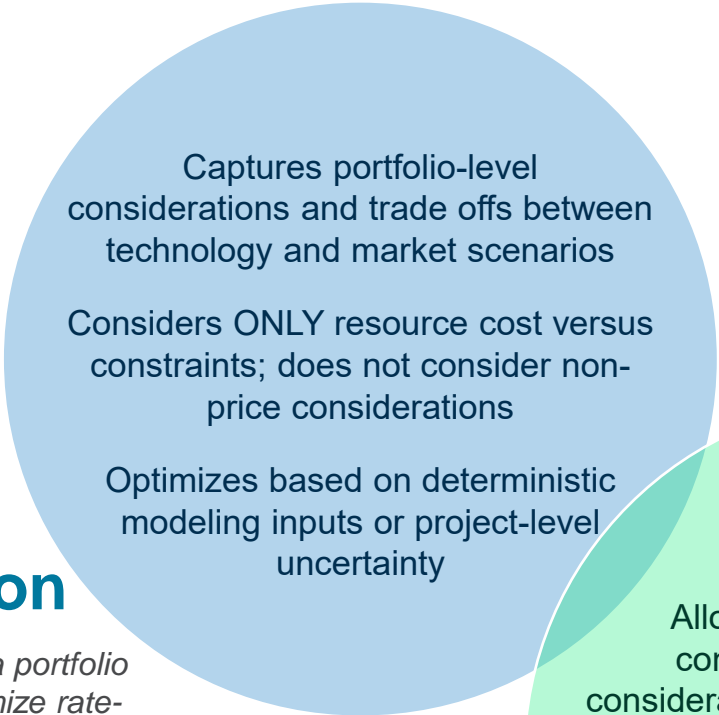 Captures portfolio-level
considerations and trade offs between
technology and market scenarios
Considers ONLY resource cost versus
constraints; does not consider non-
price considerations
Optimizes based on deterministic
modeling inputs or project-level
uncertainty
on
a portfolio
nize rate-
Allo
con
considera